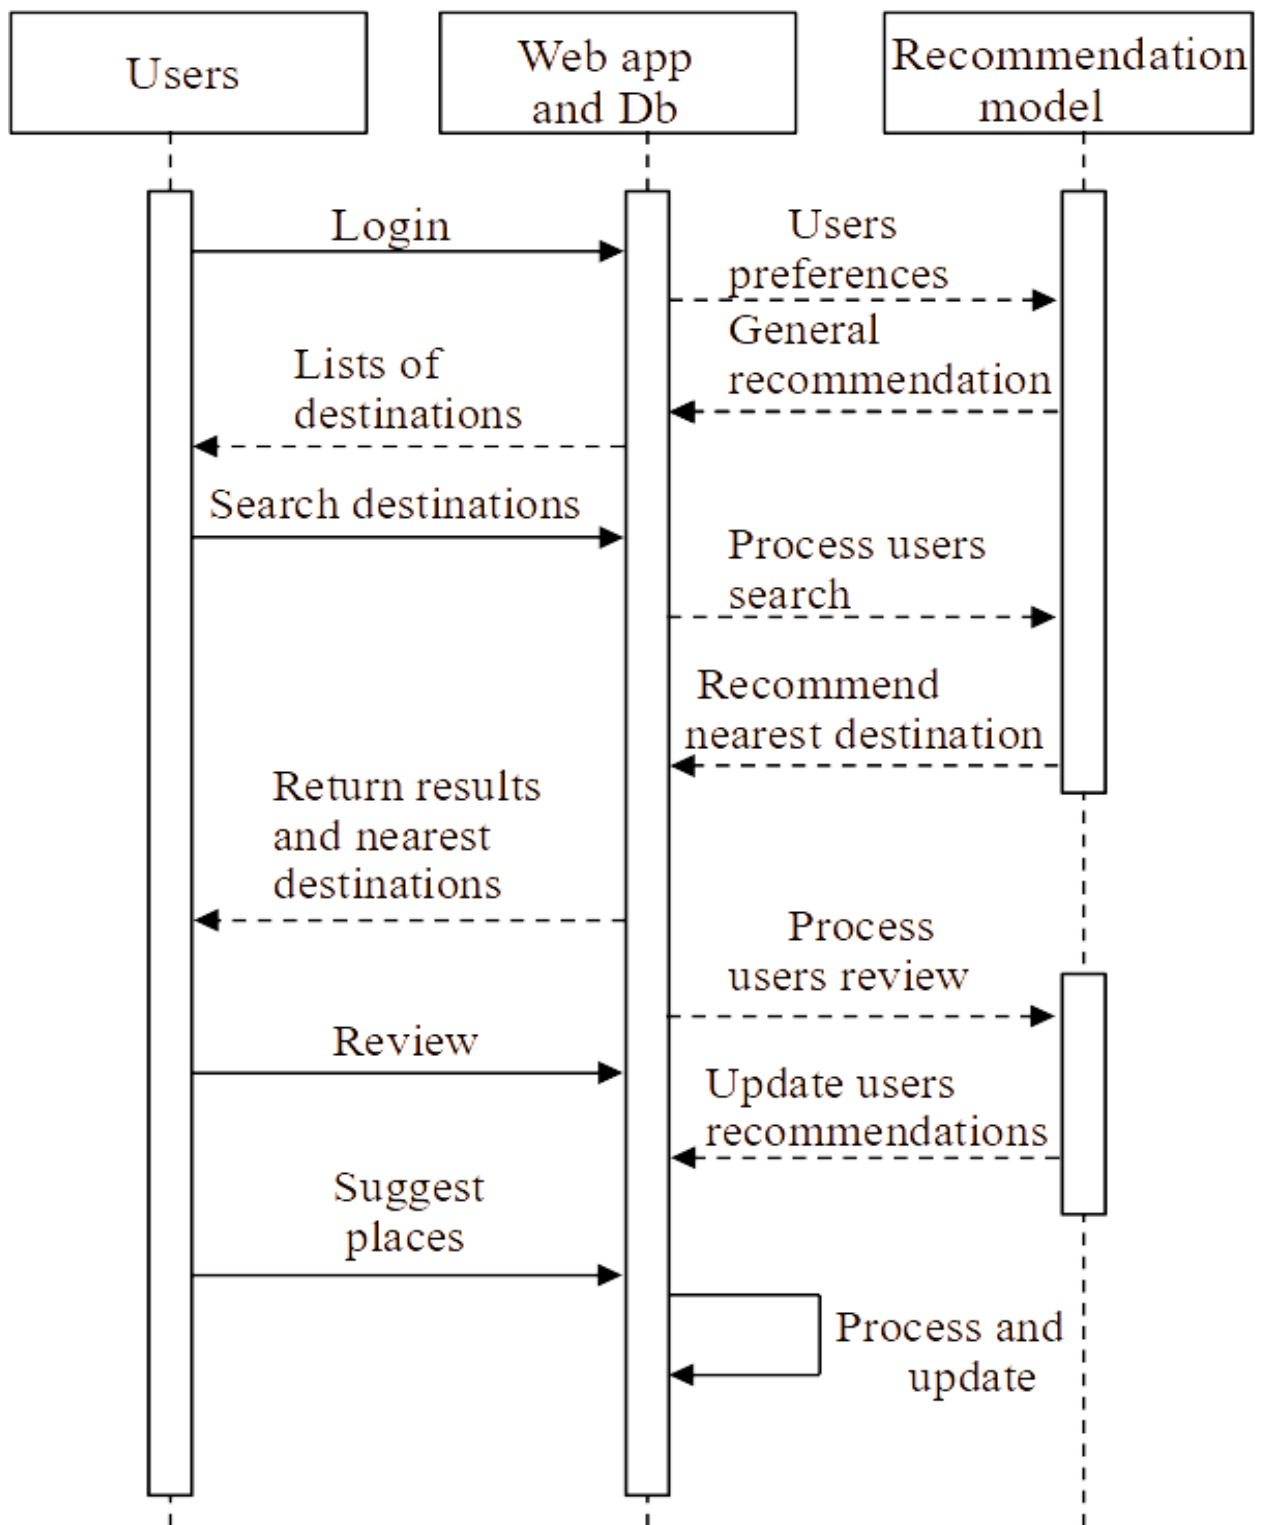 Users
Web app
and Db
Recommendation
model
Login
Users
preferences
General
recommendation
Lists of
destinations
Search destinations
Process users
search
Recommend
nearest destination
Return results
and nearest
destinations
Process
users review
Review
Update users
recommendations
Suggest
places
Process and
update